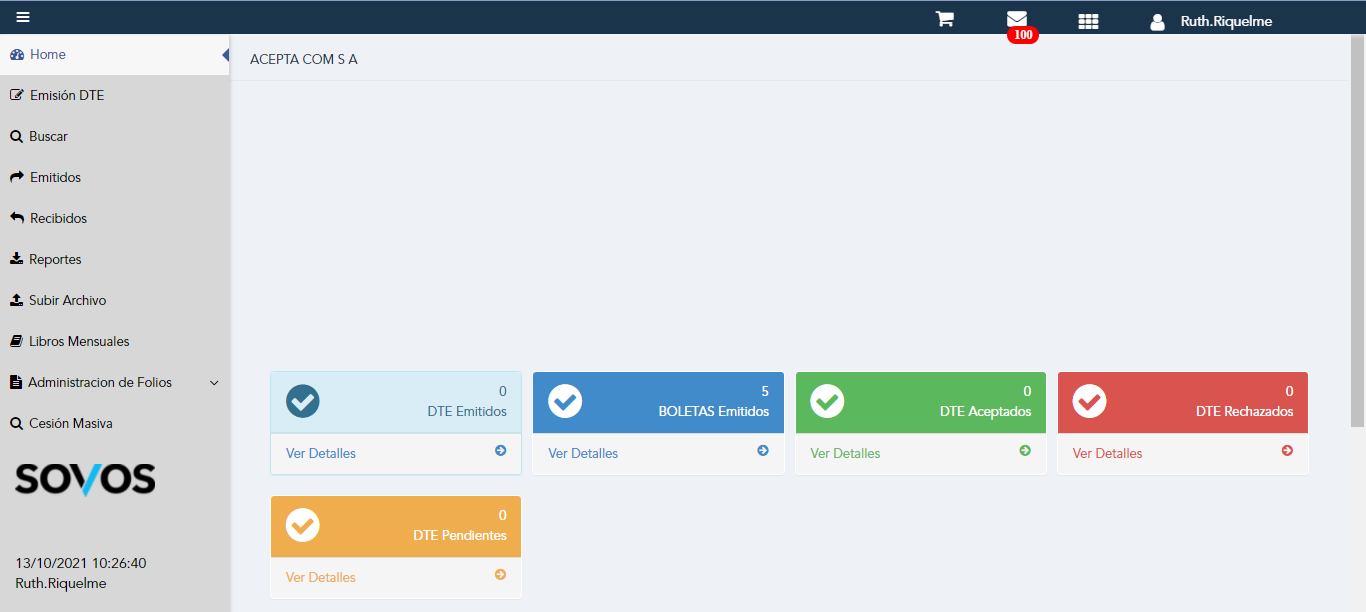 100
Ruth.Riquelme
Home
Emisión DTE
Buscar
Emitidos
Recibidos
Reportes
Subir Archivo
Libros Mensuales
Administracion de Folios
Cesión Masiva
SOVOS
13/10/2021 10:26:40
Ruth.Riquelme
ACEPTA COM S A
0
DTE Emitidos
Ver Detalles
5
BOLETAS Emitidos
Ver Detalles
0
DTE Aceptados
Ver Detalles
0
DTE Rechazados
Ver Detalles
0
DTE Pendientes
Ver Detalles